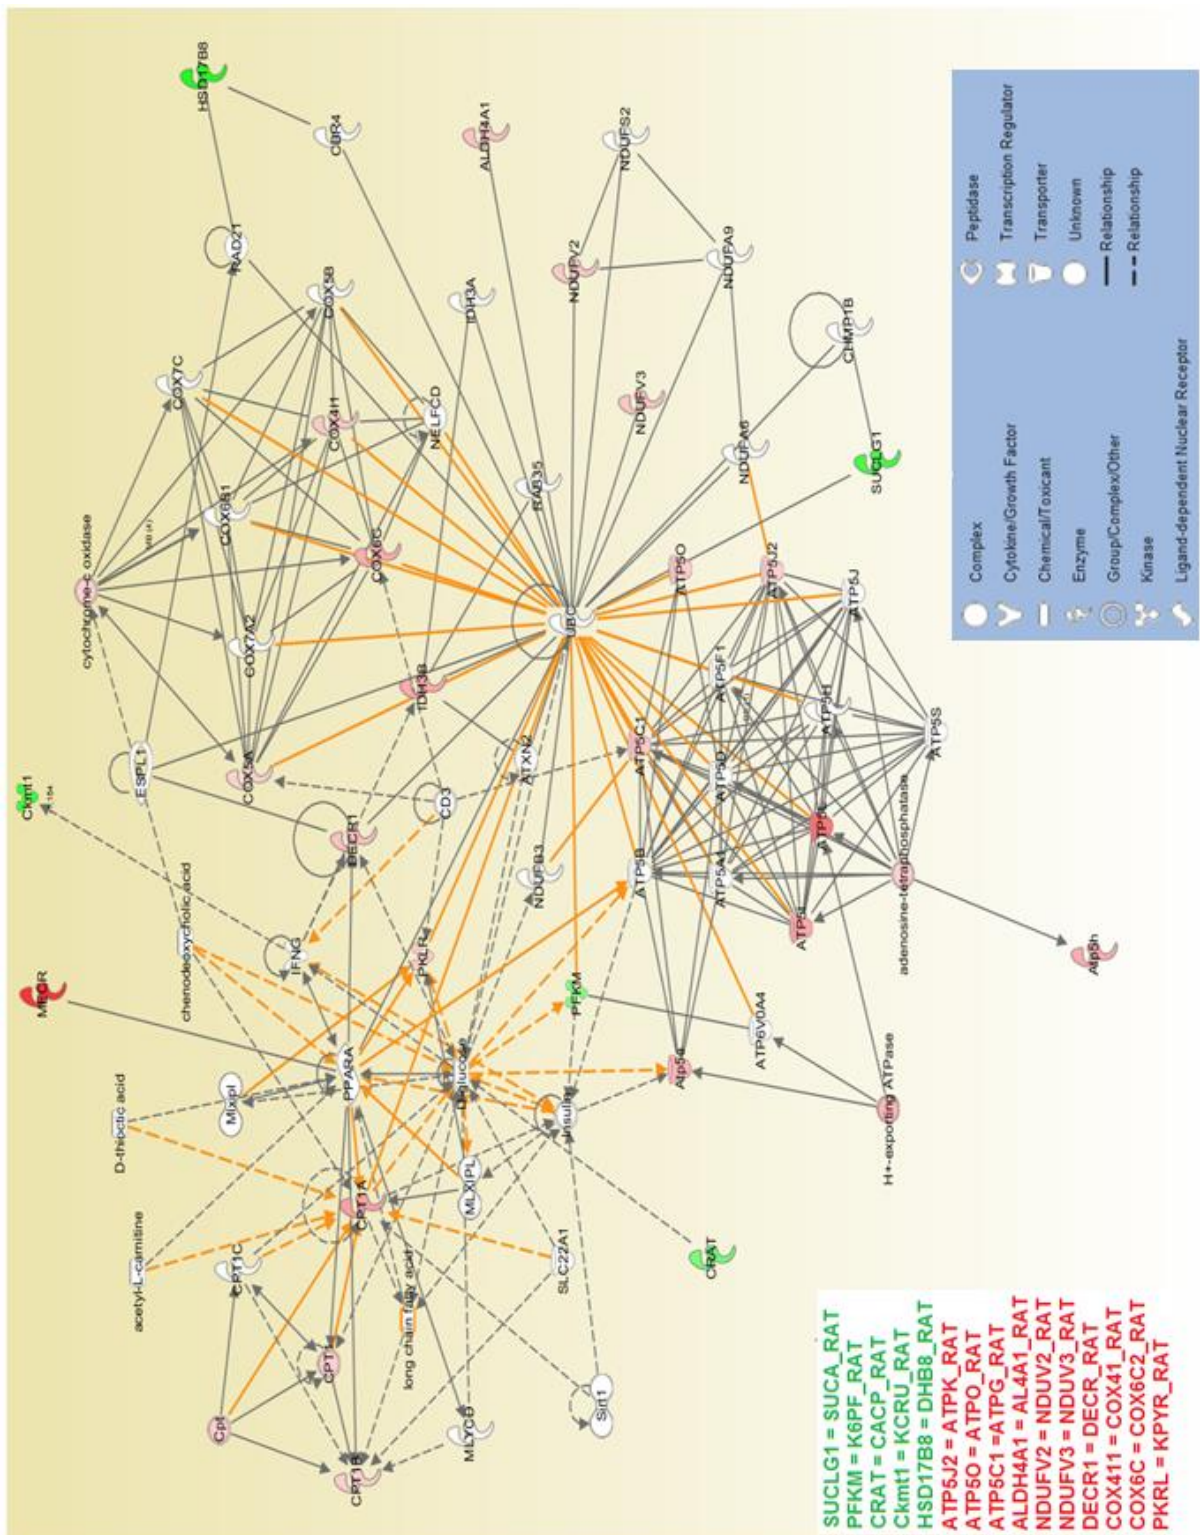 HSD17B8
CBR4
ALDH4A1
NDUFS2
RAD21
COX5B
IDH3A
NDUFV2
NDUFA9
CHMP1B
COX7C
COX4I1
NELFCD
NDUFV3
NDUFA6
SUCLG1
COX6B1
RAB35
cytochrome-c oxidase
COX6C
ATP5O
ATP5J2
ATP5J
COX7A2
UBC
IDH3B
ATP5F1
ATP5H
ATP5S
ESPL1
COX5A
ATXN2
ATP5C1
ATP5D
Ckmt1
CD3
DECR1
NDUFB3
ATP5B
ATP5A1
adenosine-tetraphosphatase
chenodeoxycholic acid
IFNG
PKLR
ATP5I
Atp5h
MECR
PFKM
ATP6V0A4
Mlxipl
PPARA
D-glucose
Insulin
H+-exporting ATPase
D-thioctic acid
CPT1A
MLXIPL
acetyl-L-carnitine
CPT1C
SLC22A1
CRAT
CPT1
long chain fatty acid
Cpt
CPT1B
MLYCD
Sirt1
Complex
Cytokine/Growth Factor
Chemical/Toxicant
Enzyme
Group/Complex/Other
Kinase
Ligand-dependent Nuclear Receptor
Peptidase
Transcription Regulator
Transporter
Unknown
Relationship
Relationship
SUCLG1 = SUCA_RAT
PFKM = K6PF_RAT
CRAT = CACP_RAT
Ckmt1 = KCRU_RAT
HSD17B8 = DHB8_RAT
ATP5J2 = ATPK_RAT
ATP5O = ATPO_RAT
ATP5C1 =ATPG_RAT
ALDH4A1 = AL4A1_RAT
NDUFV2 = NDUV2_RAT
NDUFV3 = NDUV3_RAT
DECR1 = DECR_RAT
COX411 = COX41_RAT
COX6C = COX6C2_RAT
PKRL = KPYR_RAT